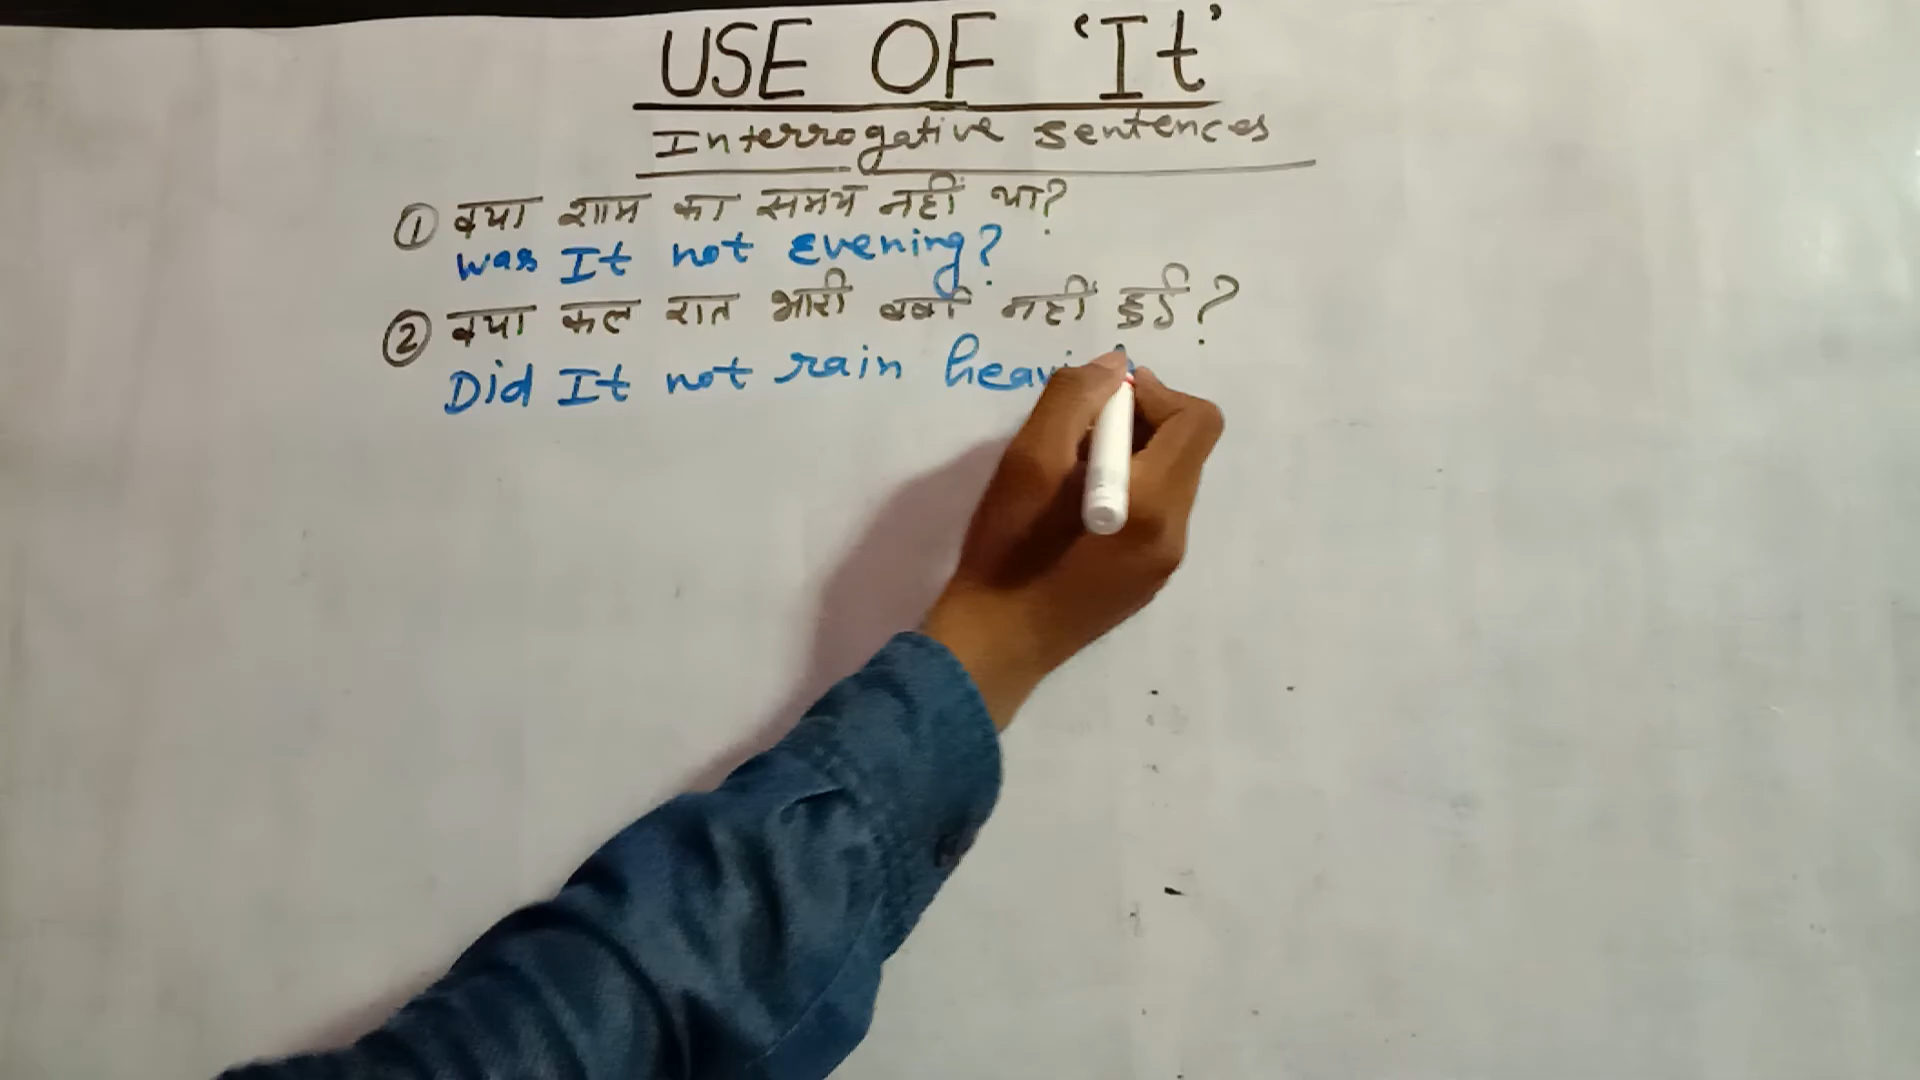 USE OF 'It'
Interrogative sentences
① क्या शाम का समय नहीं था?
was It not Evening?
② क्या कल रात भारी वर्षा नहीं हुई?
Did It not rain